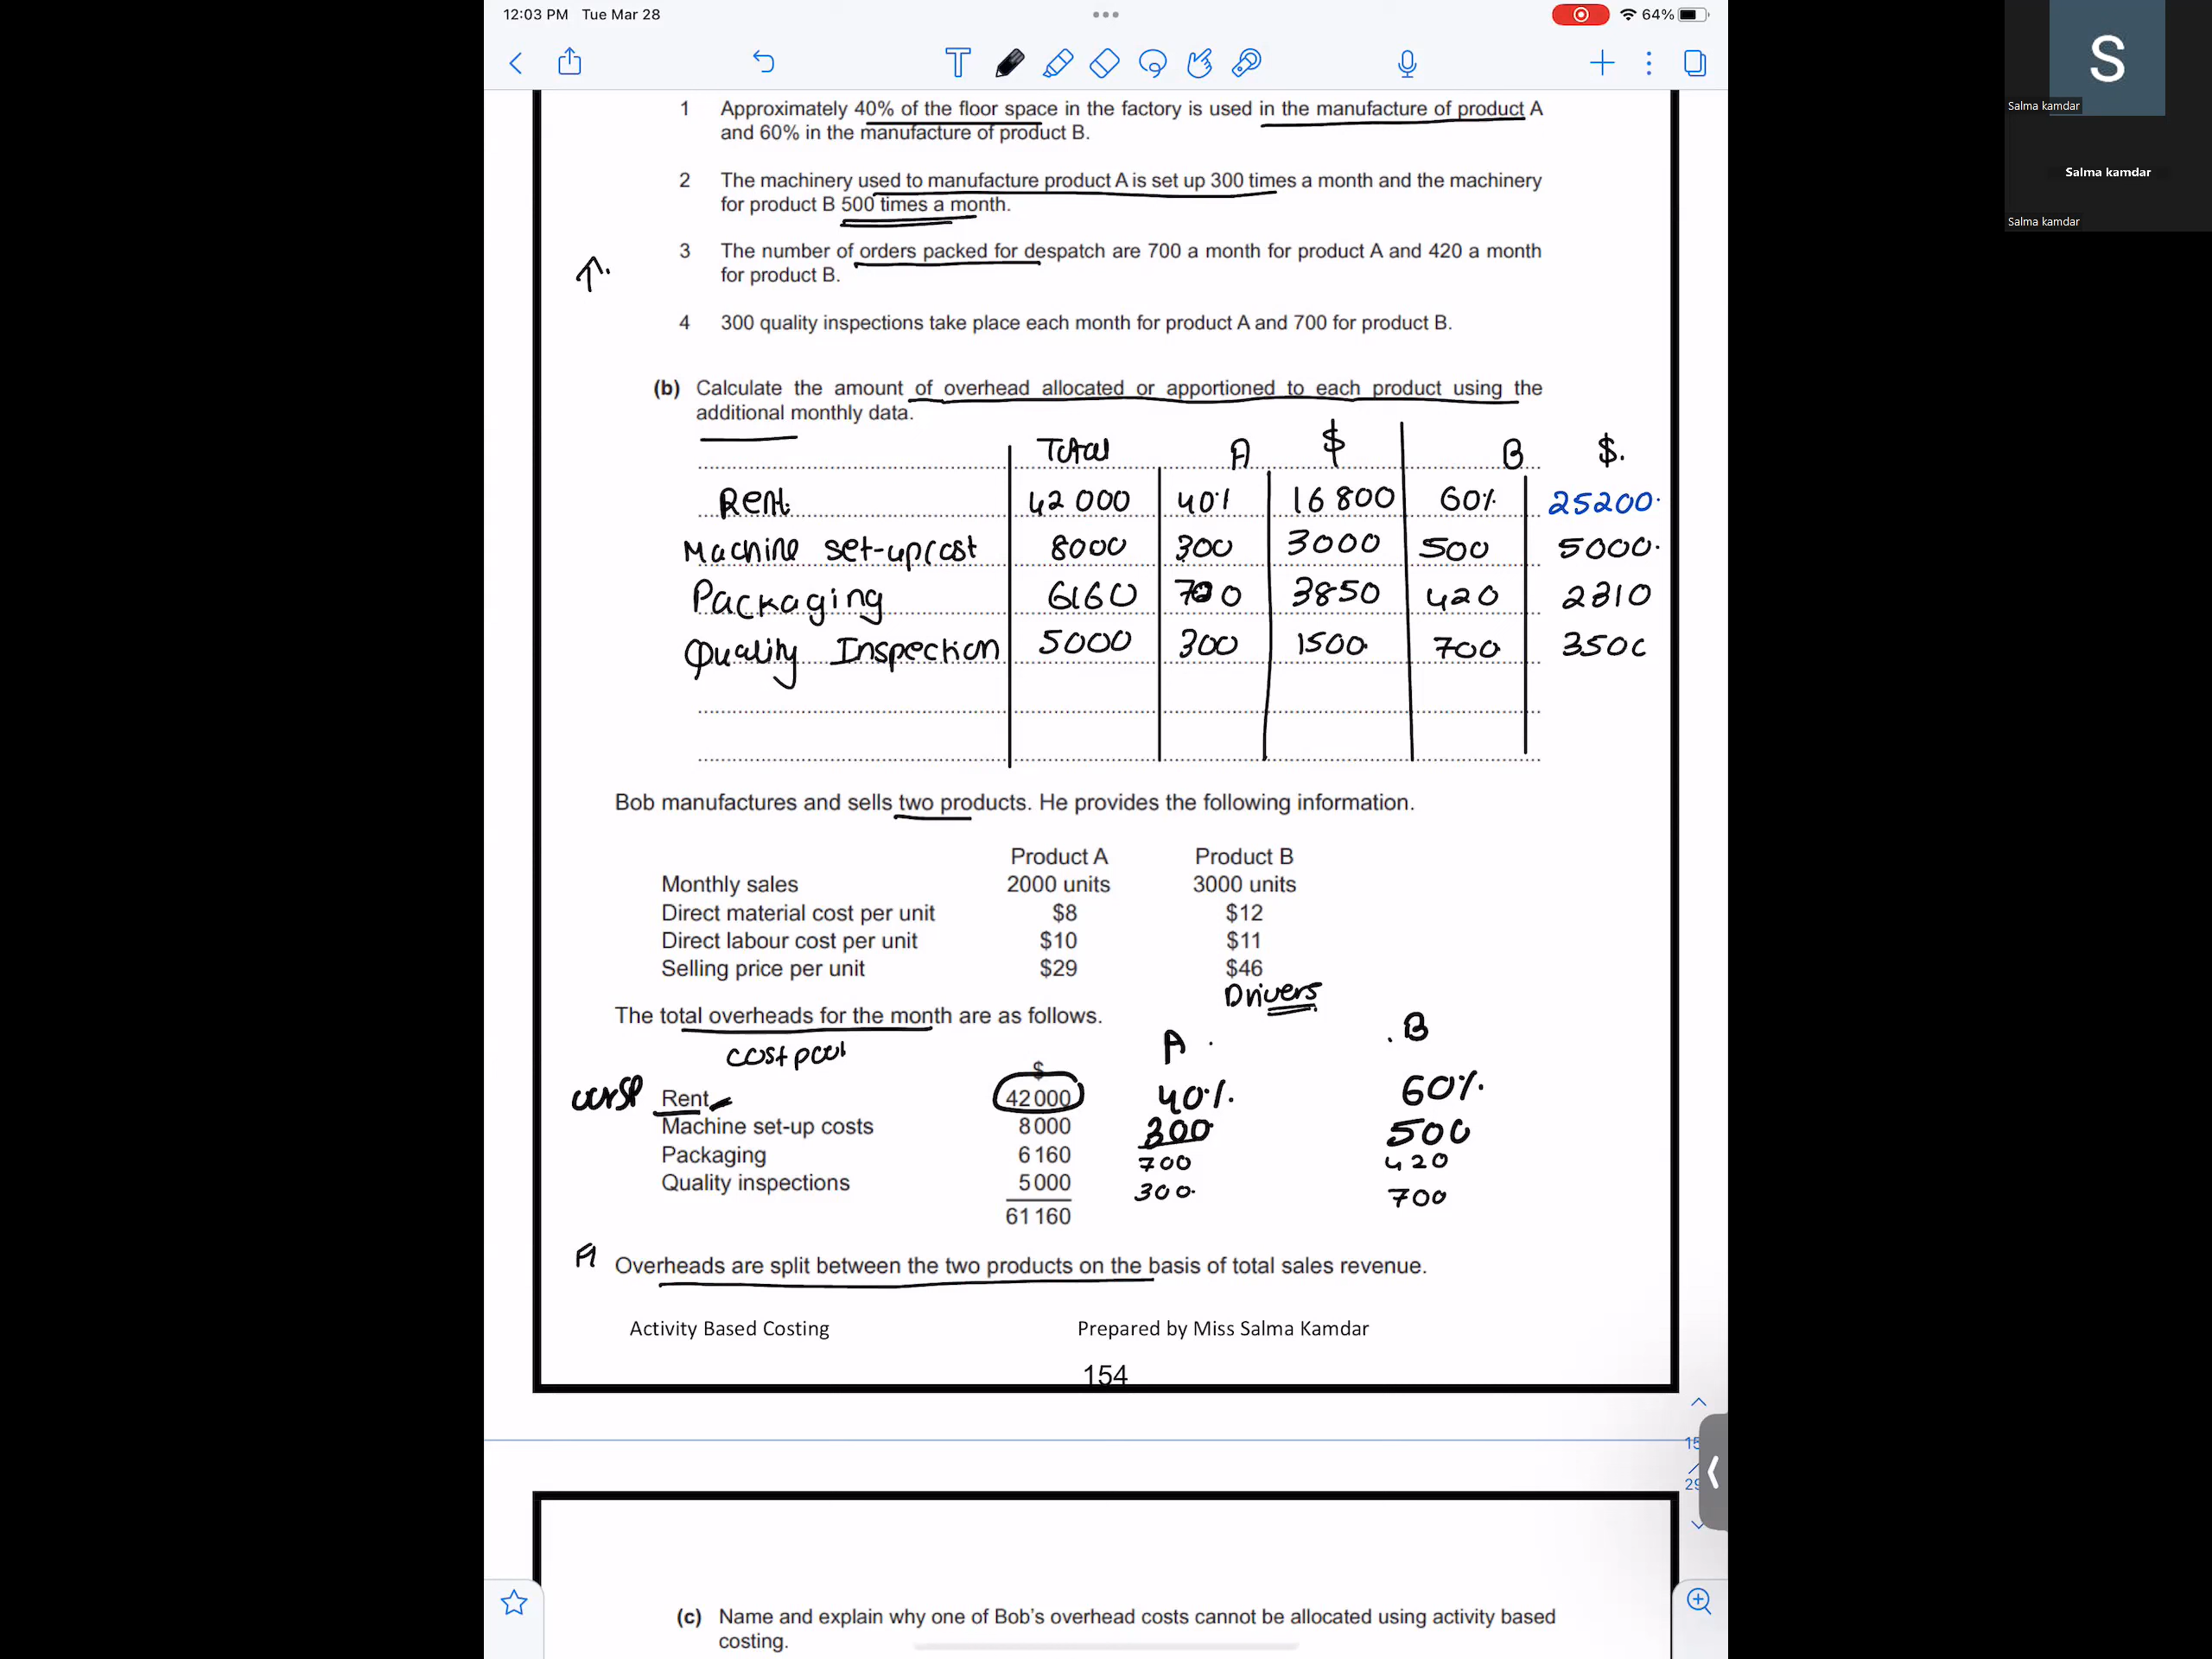 12:03 PM Tue Mar 28
64%
S
Salma kamdar
Salma kamdar
Salma kamdar
1 Approximately 40% of the floor space in the factory is used in the manufacture of product A
and 60% in the manufacture of product B.
2 The machinery used to manufacture product A is set up 300 times a month and the machinery
for product B 500 times a month.
3 The number of orders packed for despatch are 700 a month for product A and 420 a month
for product B.
4 300 quality inspections take place each month for product A and 700 for product B.
(b) Calculate the amount of overhead allocated or apportioned to each product using the
additional monthly data.
Total A $ B $.
Rent 42 000 40% 16 800 60% 25200.
Machine set-up cost 8000 300 3000 500 5000.
Packaging 6160 700 3850 420 2310
Quality Inspection 5000 300 1500 700 3500
Bob manufactures and sells two products. He provides the following information.
Product A Product B
Monthly sales 2000 units 3000 units
Direct material cost per unit $8 $12
Direct labour cost per unit $10 $11
Selling price per unit $29 $46
Drivers
The total overheads for the month are as follows.
cost pool A B
$
Rent 42 000 40% 60%
Machine set-up costs 8 000 300 500
Packaging 6 160 700 420
Quality inspections 5 000 300 700
61 160
A Overheads are split between the two products on the basis of total sales revenue.
Activity Based Costing Prepared by Miss Salma Kamdar
154
(c) Name and explain why one of Bob's overhead costs cannot be allocated using activity based
costing.